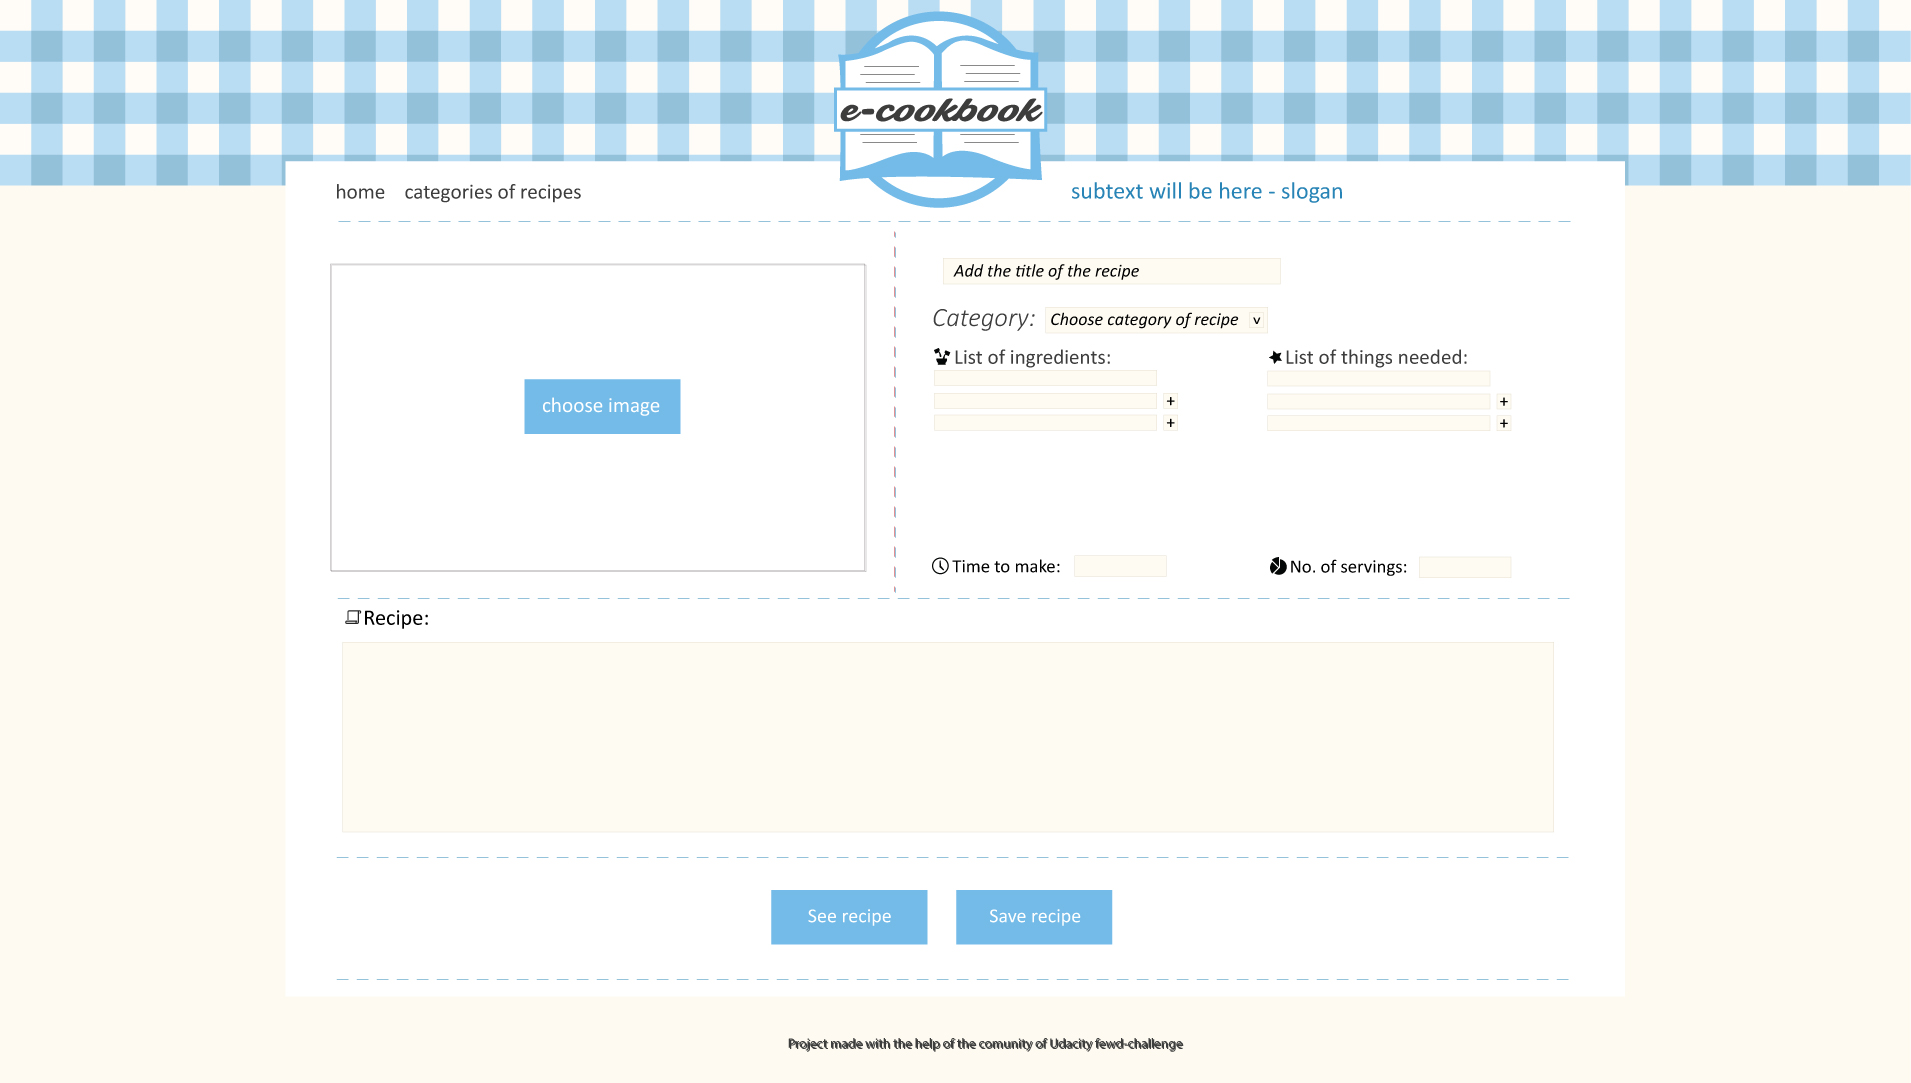 e-cookbook
home categories of recipes subtext will be here - slogan
Add the title of the recipe
Category: Choose category of recipe v
List of ingredients: List of things needed:
+ +
+ +
choose image
Time to make: No. of servings:
Recipe:
See recipe Save recipe
Project made with the help of the comunity of Udacity fewd-challenge